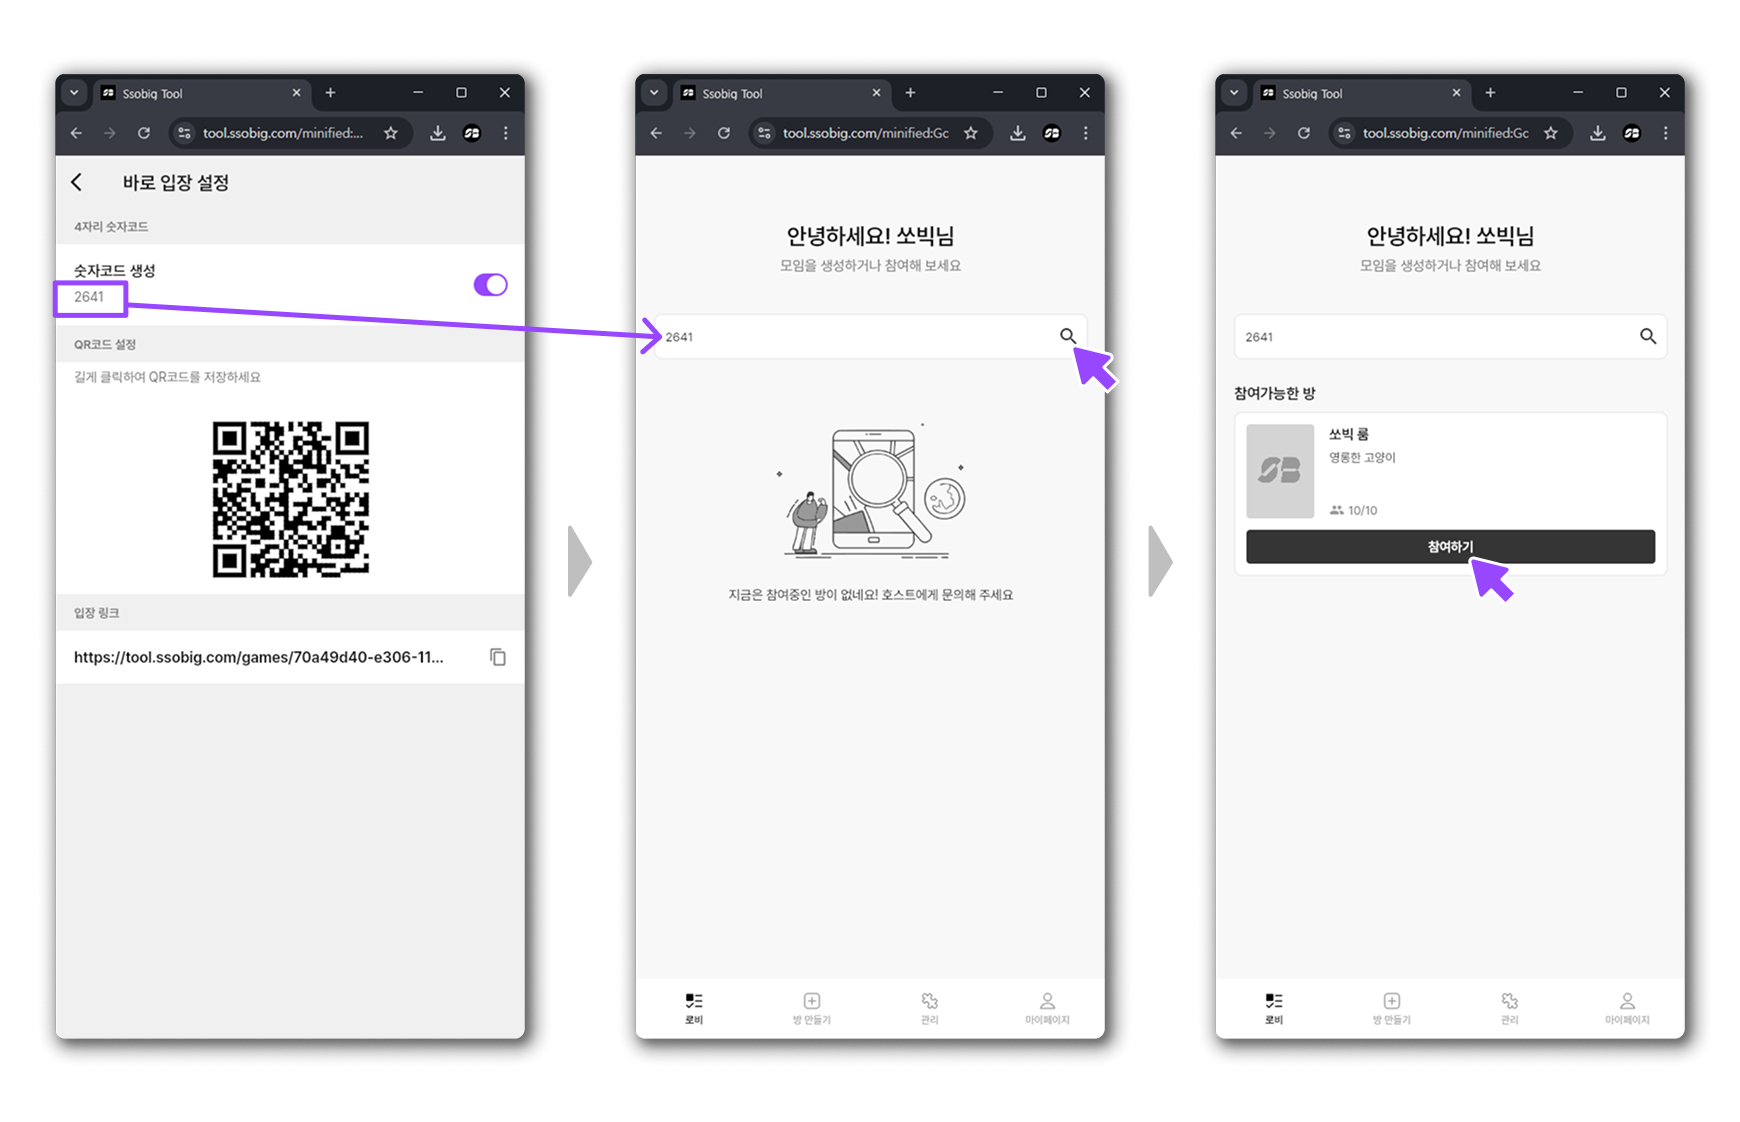 Ssobig Tool
tool.ssobig.com/minified:...
바로 입장 설정
4자리 숫자코드
숫자코드 생성
2641
QR코드 설정
길게 클릭하여 QR코드를 저장하세요
입장 링크
https://tool.ssobig.com/games/70a49d40-e306-11...
Ssobig Tool
tool.ssobig.com/minified:Gc
안녕하세요! 쏘빅님
모임을 생성하거나 참여해 보세요
2641
지금은 참여중인 방이 없네요! 호스트에게 문의해 주세요
로비
방 만들기
관리
마이페이지
Ssobig Tool
tool.ssobig.com/minified:Gc
안녕하세요! 쏘빅님
모임을 생성하거나 참여해 보세요
2641
참여가능한 방
SB
쏘빅 룸
영롱한 고양이
10/10
참여하기
로비
방 만들기
관리
마이페이지